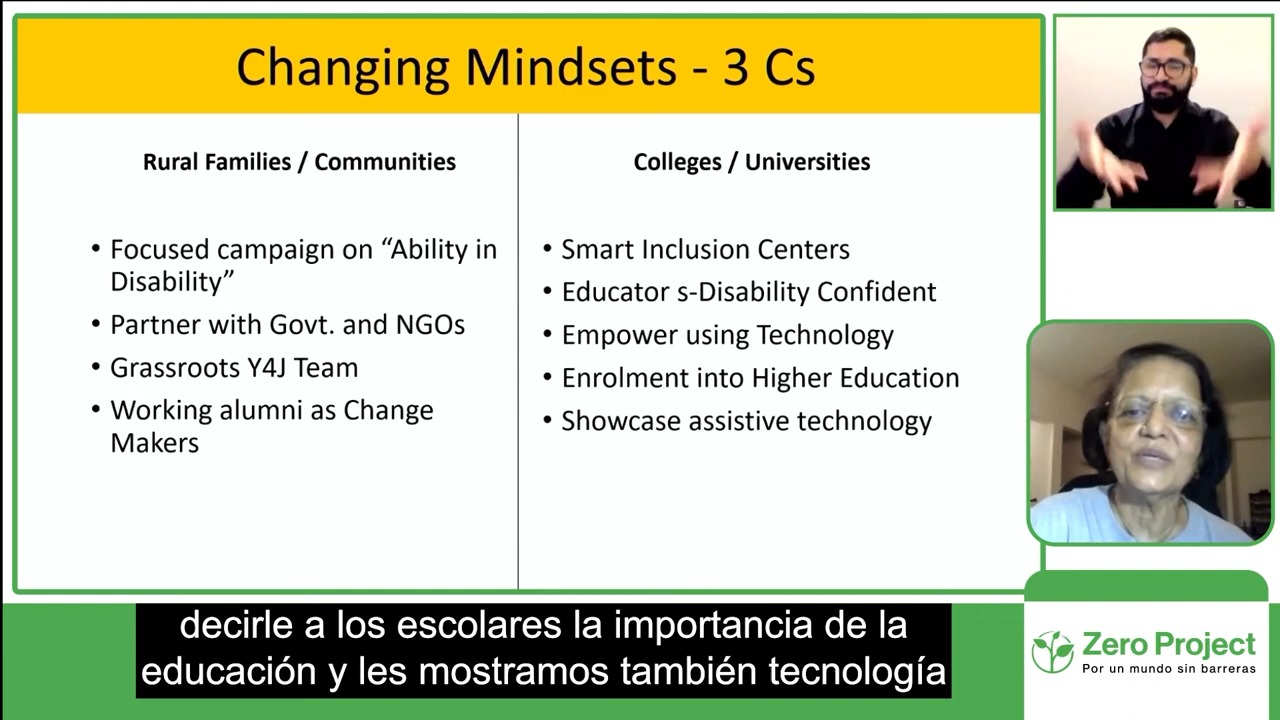 Changing Mindsets - 3 Cs
Rural Families / Communities
• Focused campaign on “Ability in
Disability”
• Partner with Govt. and NGOs
• Grassroots Y4J Team
• Working alumni as Change
Makers
Colleges / Universities
• Smart Inclusion Centers
• Educator s-Disability Confident
• Empower using Technology
• Enrolment into Higher Education
• Showcase assistive technology
decirle a los escolares la importancia de la
educación y les mostramos también tecnología
Zero Project
Por un mundo sin barreras